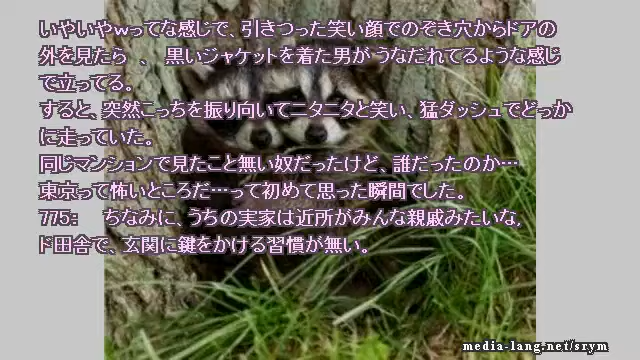 いやいやｗってな感じで、引きつった笑い顔でのぞき穴からドアの
外を見たら　、　黒いジャケットを着た男がうなだれてるような感じ
で立ってる。
すると、突然こっちを振り向いてニタニタと笑い、猛ダッシュでどっか
に走っていた。
同じマンションで見たこと無い奴だったけど、誰だったのか…
東京って怖いところだ…って初めて思った瞬間でした。
775:　ちなみに、うちの実家は近所がみんな親戚みたいな,
ド田舎で、玄関に鍵をかける習慣が無い。
media-lang.net/srym